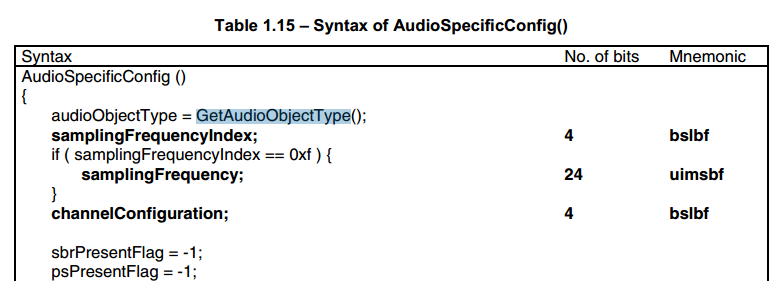 Table 1.15 – Syntax of AudioSpecificConfig()
Syntax No. of bits Mnemonic
AudioSpecificConfig ()
{
audioObjectType = GetAudioObjectType();
samplingFrequencyIndex; 4 bslbf
if ( samplingFrequencyIndex == 0xf ) {
samplingFrequency; 24 uimsbf
}
channelConfiguration; 4 bslbf
sbrPresentFlag = -1;
psPresentFlag = -1;